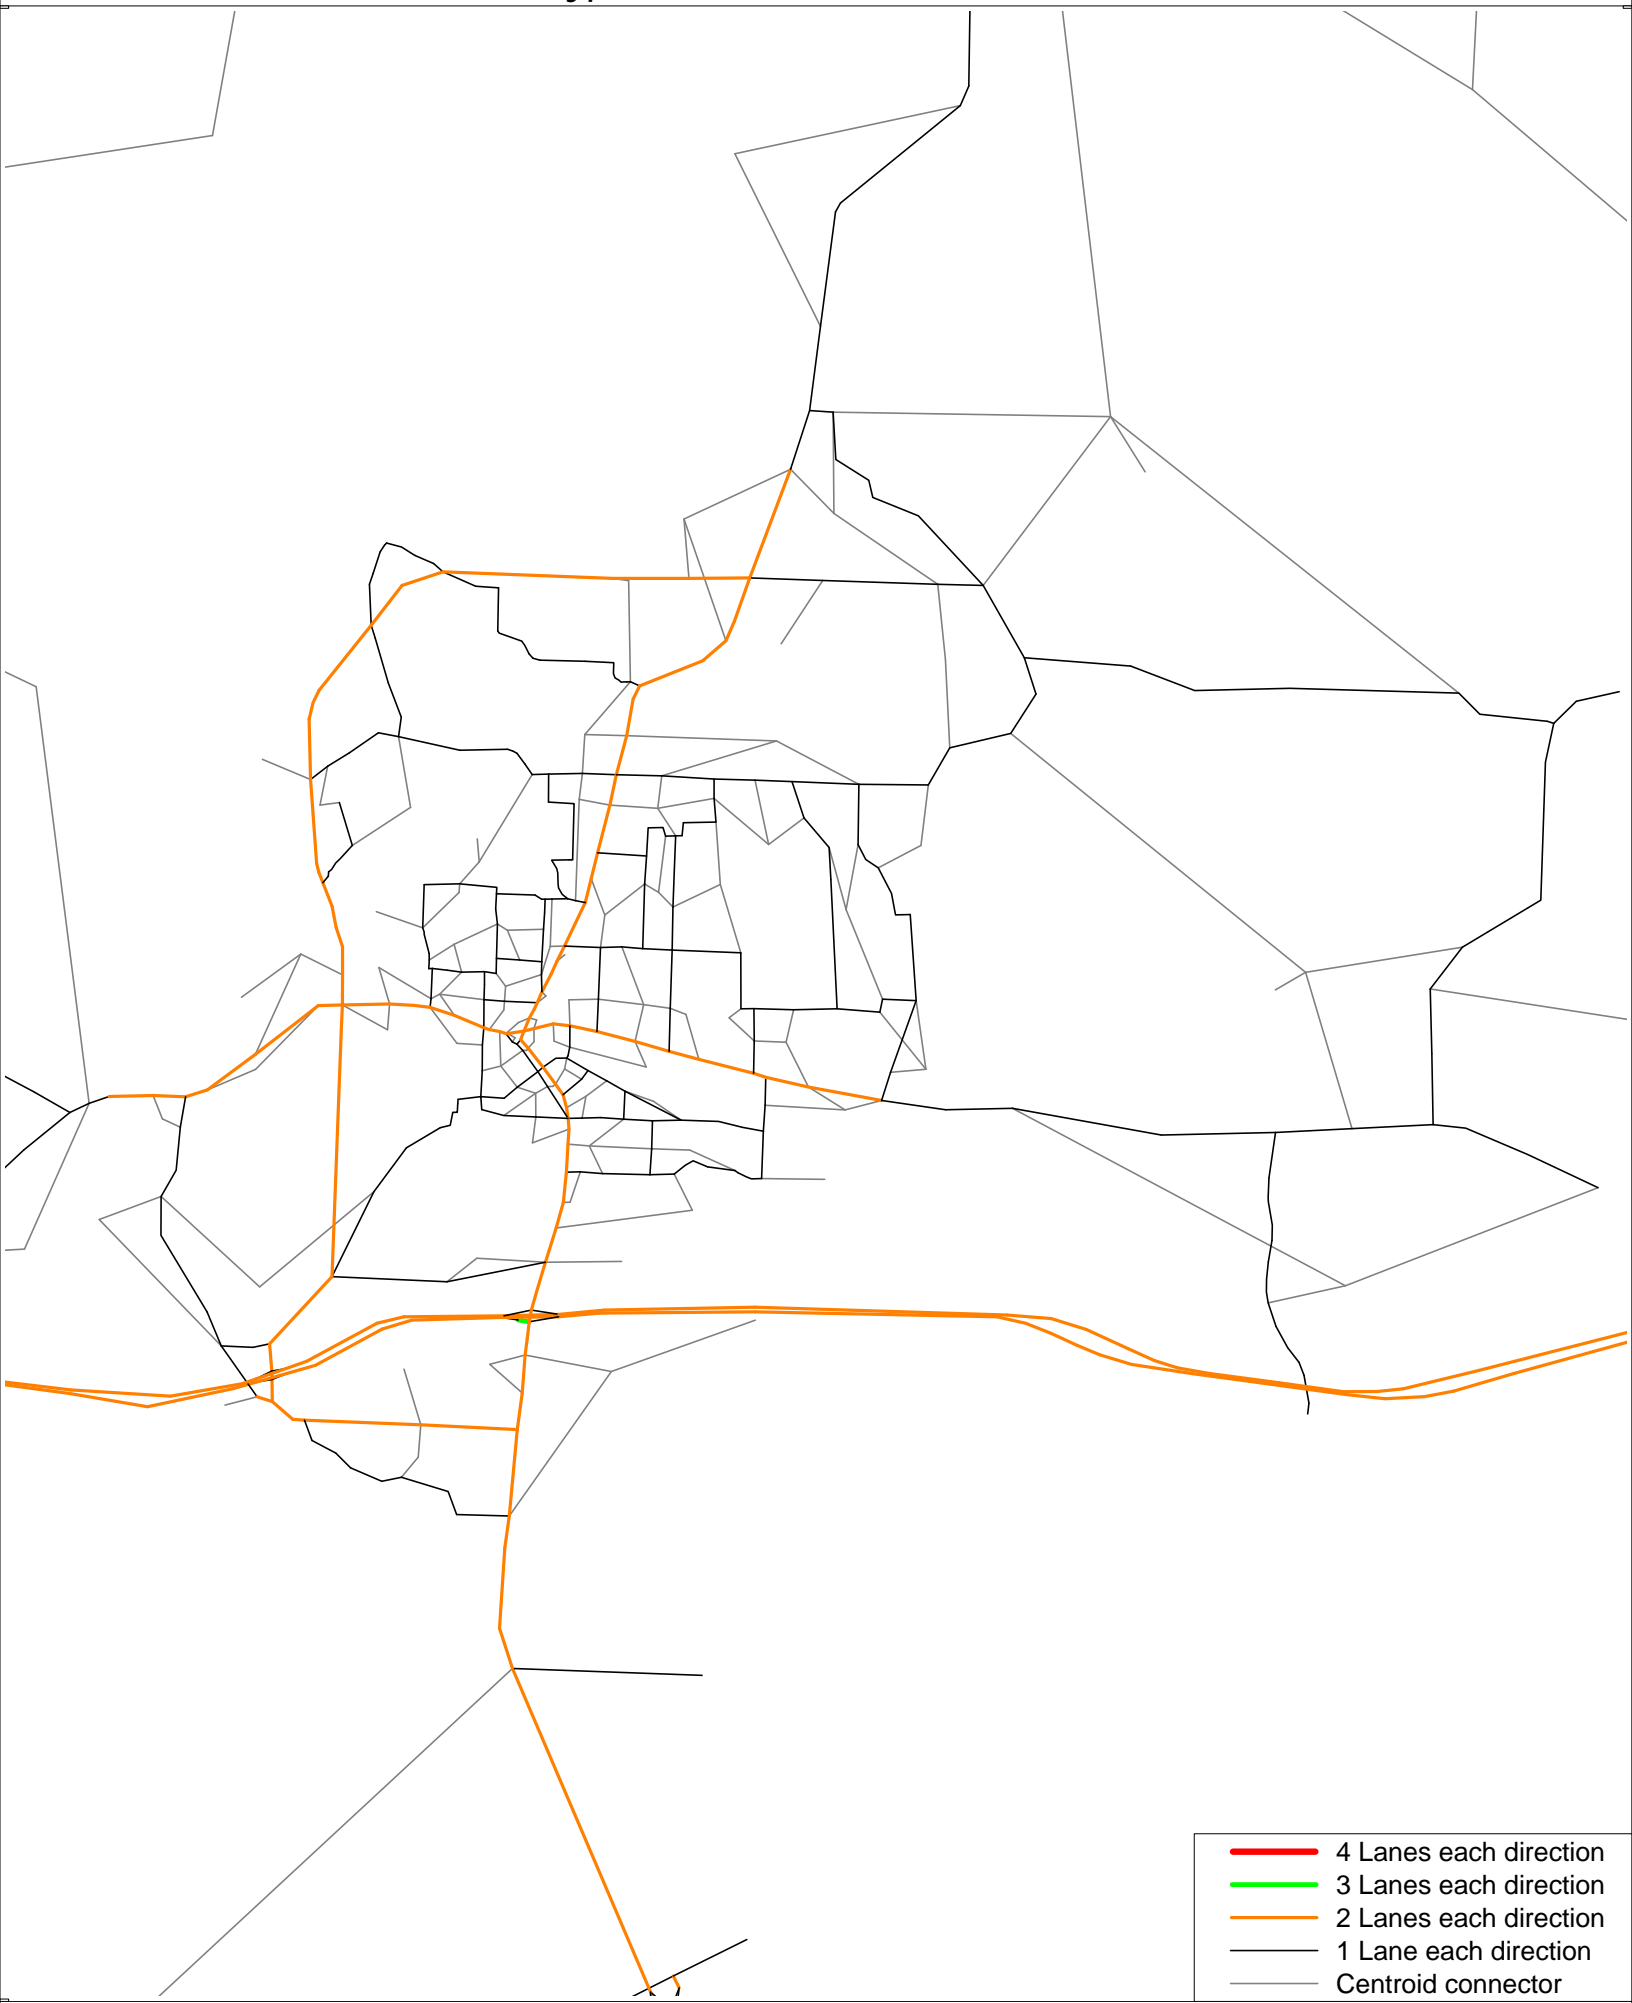 4 Lanes each direction
3 Lanes each direction
2 Lanes each direction
1 Lane each direction
Centroid connector